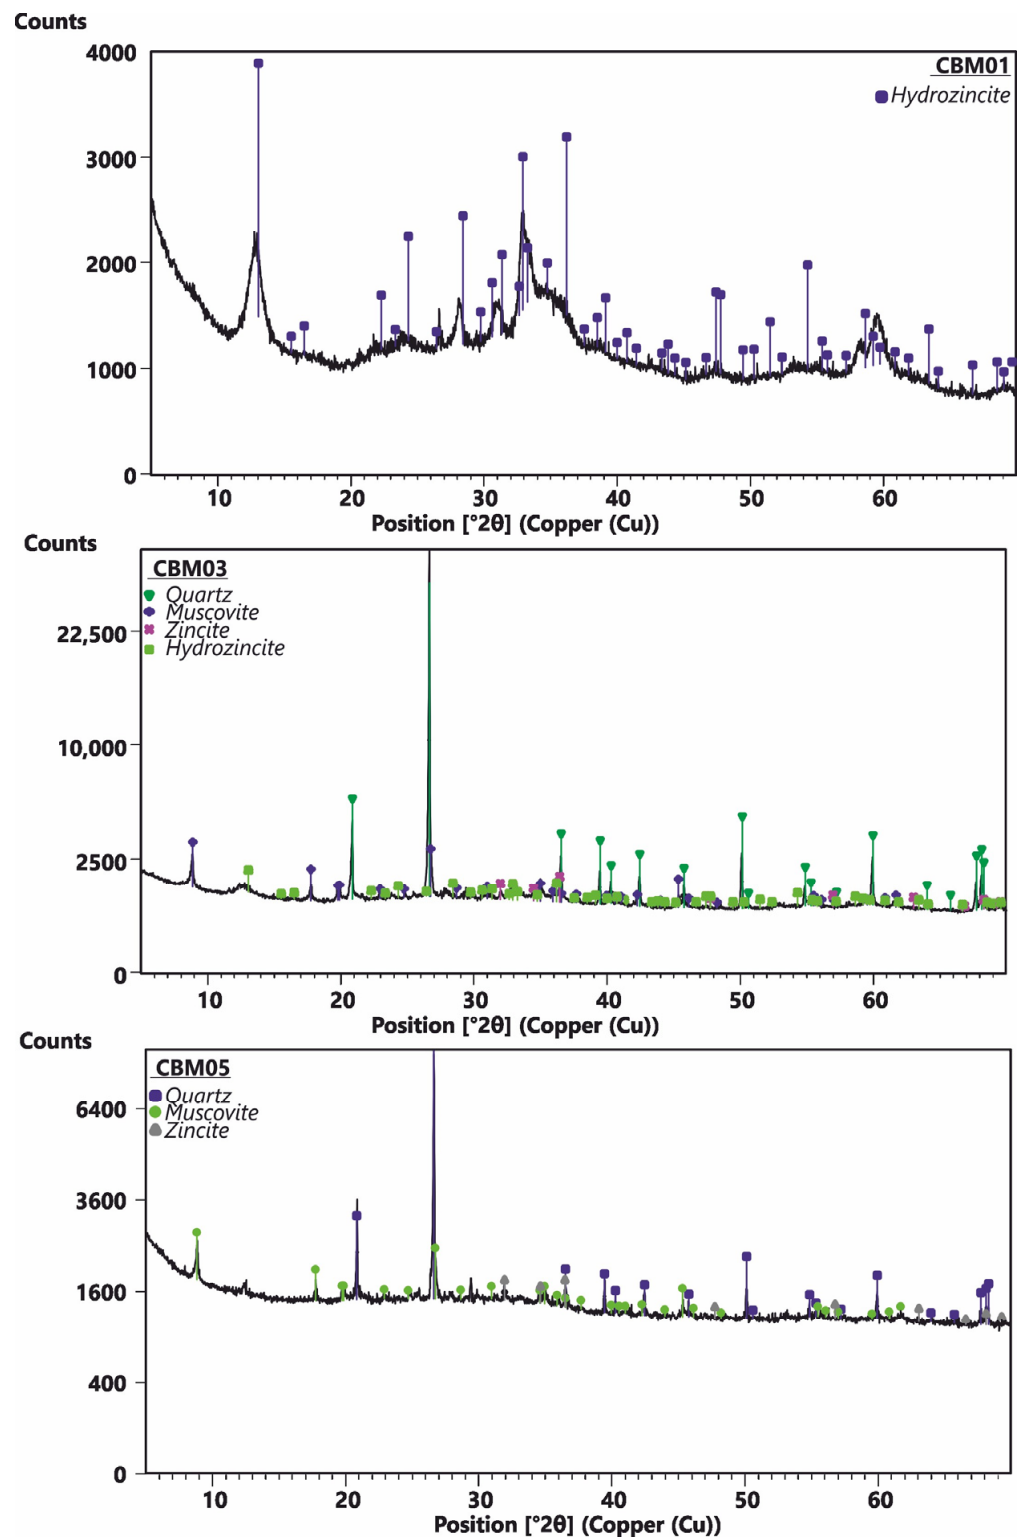 Counts
4000
CBM01
Hydrozincite
3000
2000
1000
0
10 20 30 40 50 60
Position [°2θ] (Copper (Cu))
Counts
CBM03
Quartz
Muscovite
Zincite
Hydrozincite
22,500
10,000
2500
0
10 20 30 40 50 60
Position [°2θ] (Copper (Cu))
Counts
CBM05
Quartz
Muscovite
Zincite
6400
3600
1600
400
0
10 20 30 40 50 60
Position [°2θ] (Copper (Cu))